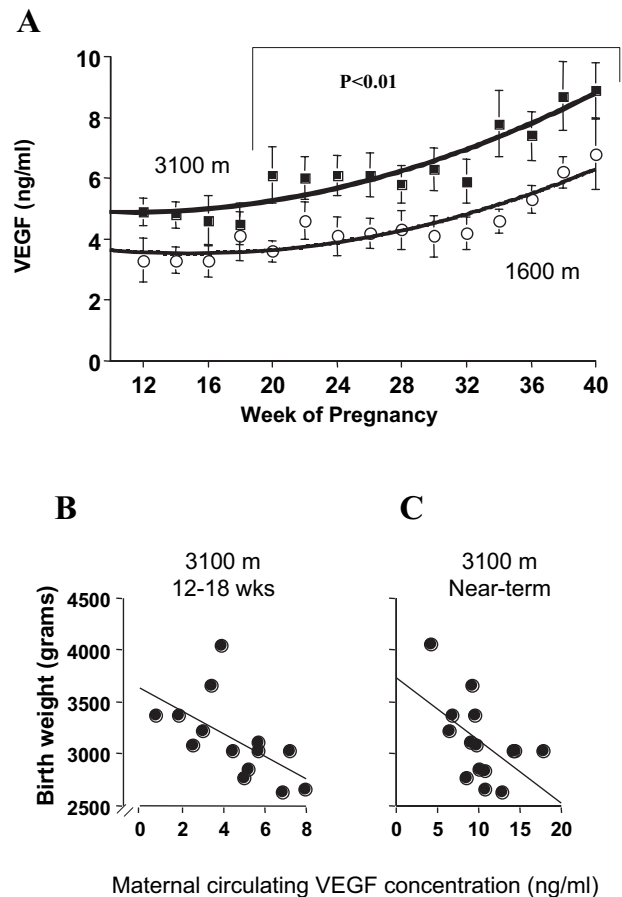 A
P<0.01
10
8
6
4
2
0
VEGF (ng/ml)
3100 m
1600 m
12 16 20 24 28 32 36 40
Week of Pregnancy
B
C
3100 m
12-18 wks
3100 m
Near-term
Birth weight (grams)
4500
4000
3500
3000
2500
0 2 4 6 8
0 5 10 15 20
Maternal circulating VEGF concentration (ng/ml)